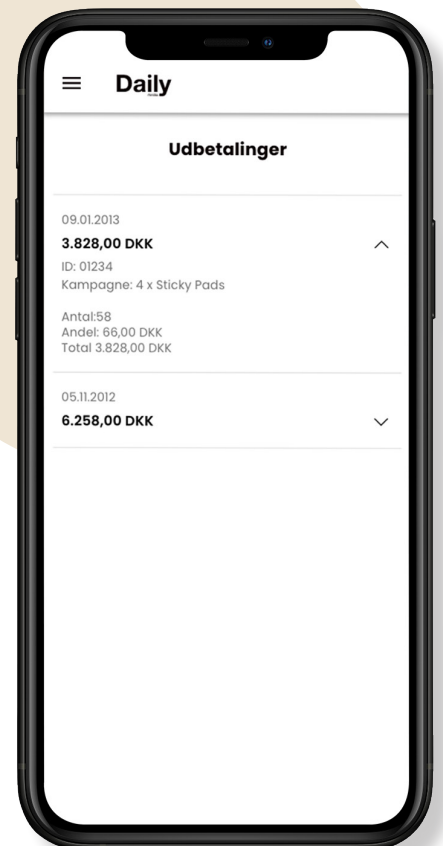 Daily
Udbetalinger
09.01.2013
3.828,00 DKK
ID: 01234
Kampagne: 4 x Sticky Pads
Antal:58
Andel: 66,00 DKK
Total 3.828,00 DKK
05.11.2012
6.258,00 DKK